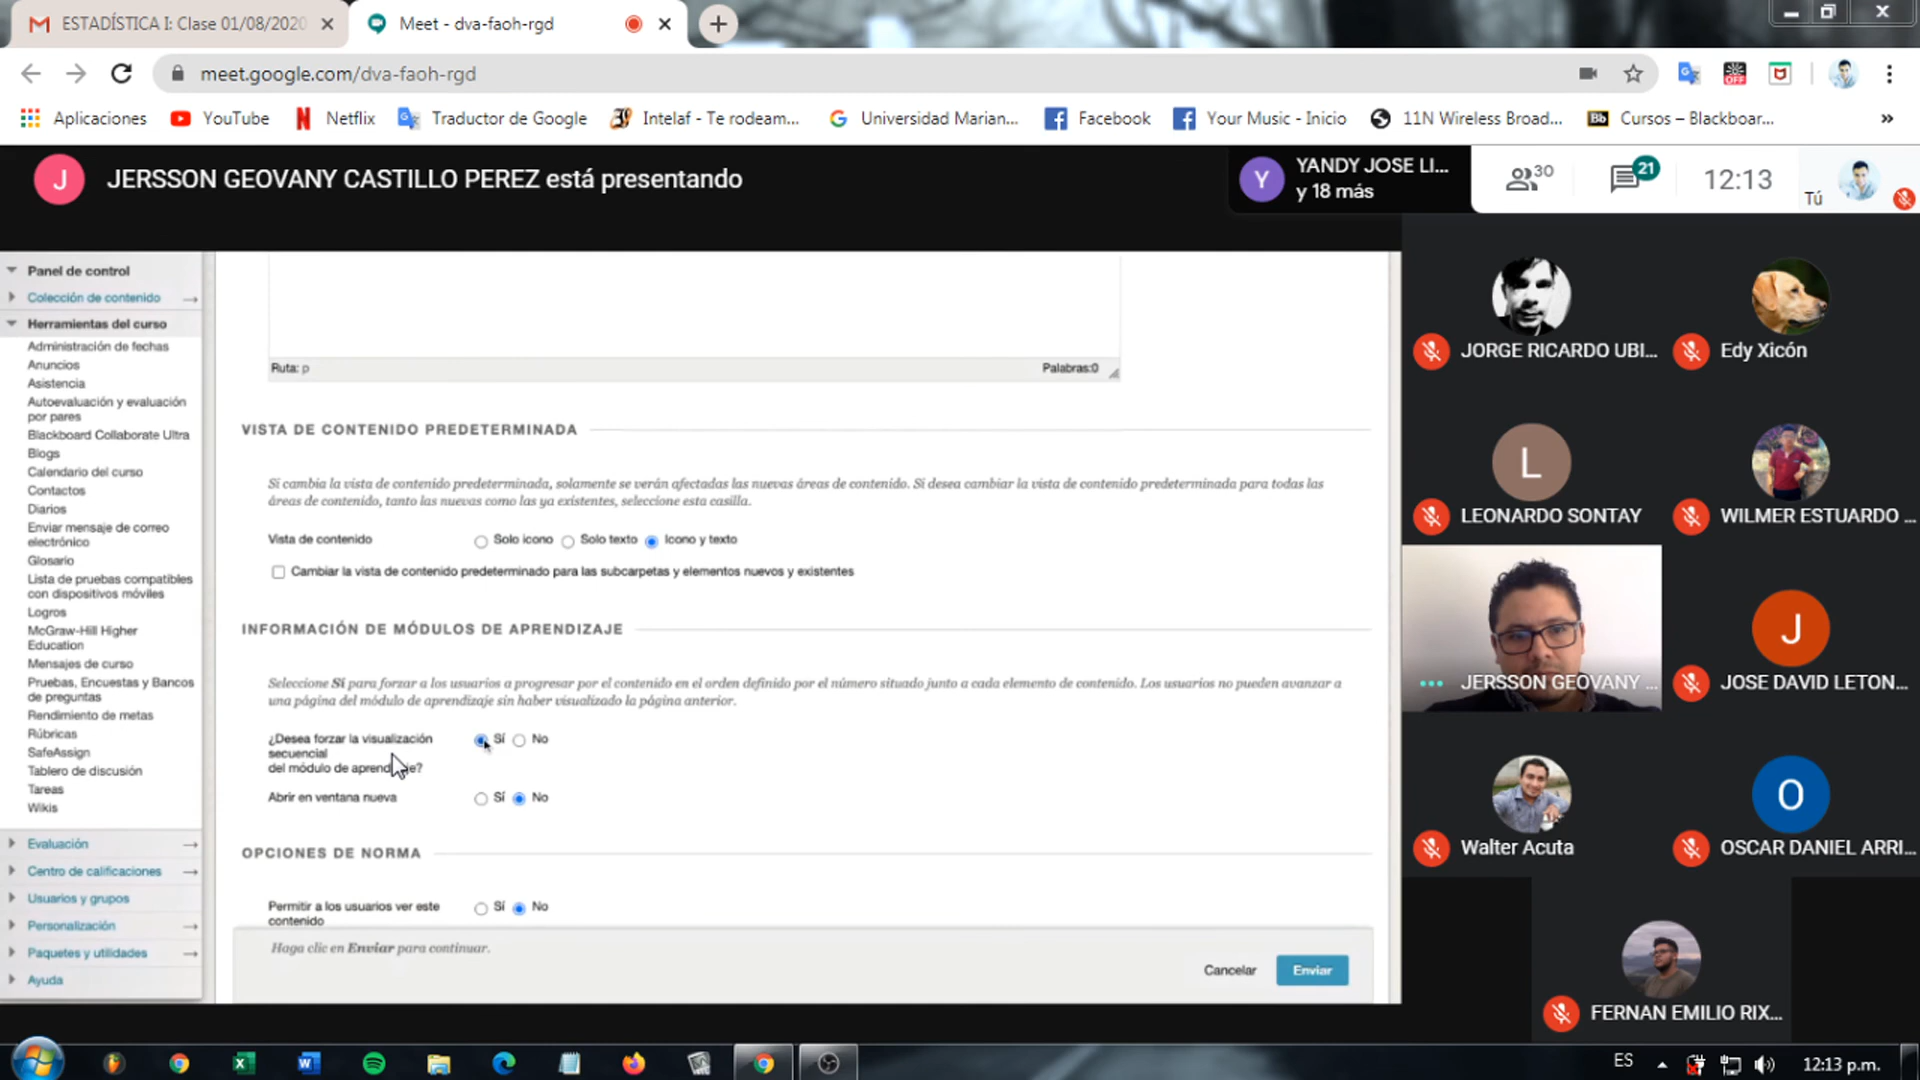 ESTADÍSTICA I: Clase 01/08/2020
Meet - dva-faoh-rgd
meet.google.com/dva-faoh-rgd
OFF
Aplicaciones
YouTube
Netflix
Traductor de Google
Intelaf - Te rodeam...
Universidad Marian...
Facebook
Your Music - Inicio
11N Wireless Broad...
Bb
Cursos – Blackboar...
»
J
JERSSON GEOVANY CASTILLO PEREZ está presentando
Y
YANDY JOSE LI...
y 18 más
30
21
12:13
Tú
Panel de control
Colección de contenido
Herramientas del curso
Administración de fechas
Anuncios
Asistencia
Autoevaluación y evaluación
por pares
Blackboard Collaborate Ultra
Blogs
Calendario del curso
Contactos
Diarios
Enviar mensaje de correo
electrónico
Glosario
Lista de pruebas compatibles
con dispositivos móviles
Logros
McGraw-Hill Higher
Education
Mensajes de curso
Pruebas, Encuestas y Bancos
de preguntas
Rendimiento de metas
Rúbricas
SafeAssign
Tablero de discusión
Tareas
Wikis
Evaluación
Centro de calificaciones
Usuarios y grupos
Personalización
Paquetes y utilidades
Ayuda
Ruta: p
Palabras:0
VISTA DE CONTENIDO PREDETERMINADA
Si cambia la vista de contenido predeterminada, solamente se verán afectadas las nuevas áreas de contenido. Si desea cambiar la vista de contenido predeterminada para todas las
áreas de contenido, tanto las nuevas como las ya existentes, seleccione esta casilla.
Vista de contenido
Solo icono
Solo texto
Icono y texto
Cambiar la vista de contenido predeterminado para las subcarpetas y elementos nuevos y existentes
INFORMACIÓN DE MÓDULOS DE APRENDIZAJE
Seleccione Sí para forzar a los usuarios a progresar por el contenido en el orden definido por el número situado junto a cada elemento de contenido. Los usuarios no pueden avanzar a
una página del módulo de aprendizaje sin haber visualizado la página anterior.
¿Desea forzar la visualización
secuencial
del módulo de aprendizaje?
Sí
No
Abrir en ventana nueva
Sí
No
OPCIONES DE NORMA
Permitir a los usuarios ver este
contenido
Sí
No
Haga clic en Enviar para continuar.
Cancelar
Enviar
JORGE RICARDO UBI...
Edy Xicón
L
LEONARDO SONTAY
WILMER ESTUARDO ...
JERSSON GEOVANY ...
J
JOSE DAVID LETON...
Walter Acuta
O
OSCAR DANIEL ARRI...
FERNAN EMILIO RIX...
ES
12:13 p.m.